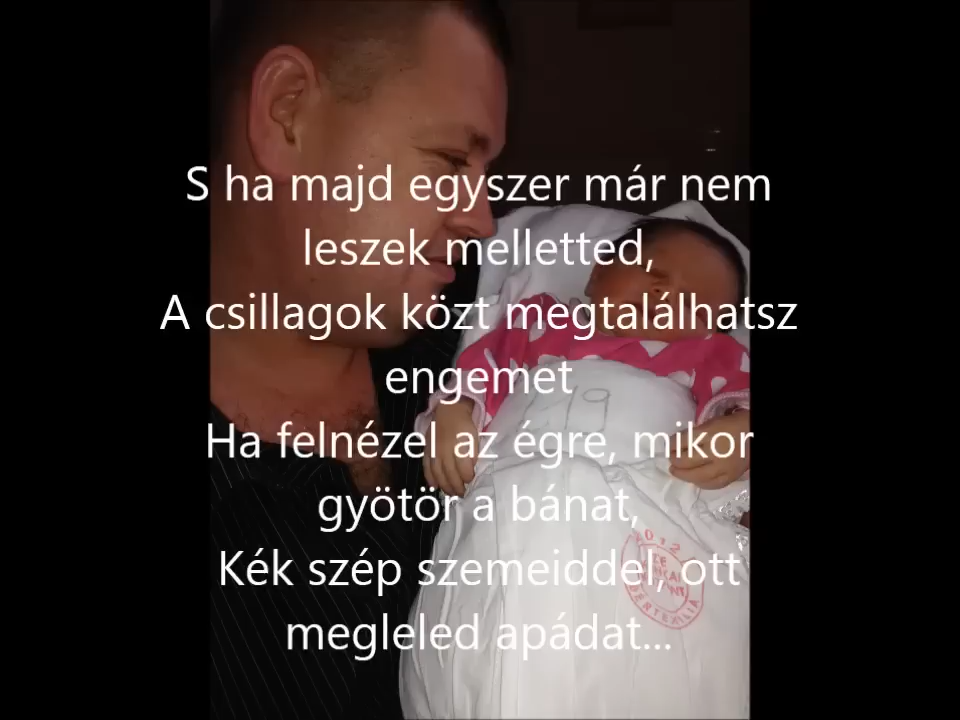 S ha majd egyszer már nem
leszek melletted,
A csillagok közt megtalálhatsz
engemet
Ha felnézel az égre, mikor
gyötör a bánat,
Kék szép szemeiddel, ott
megleled apádat...
2012